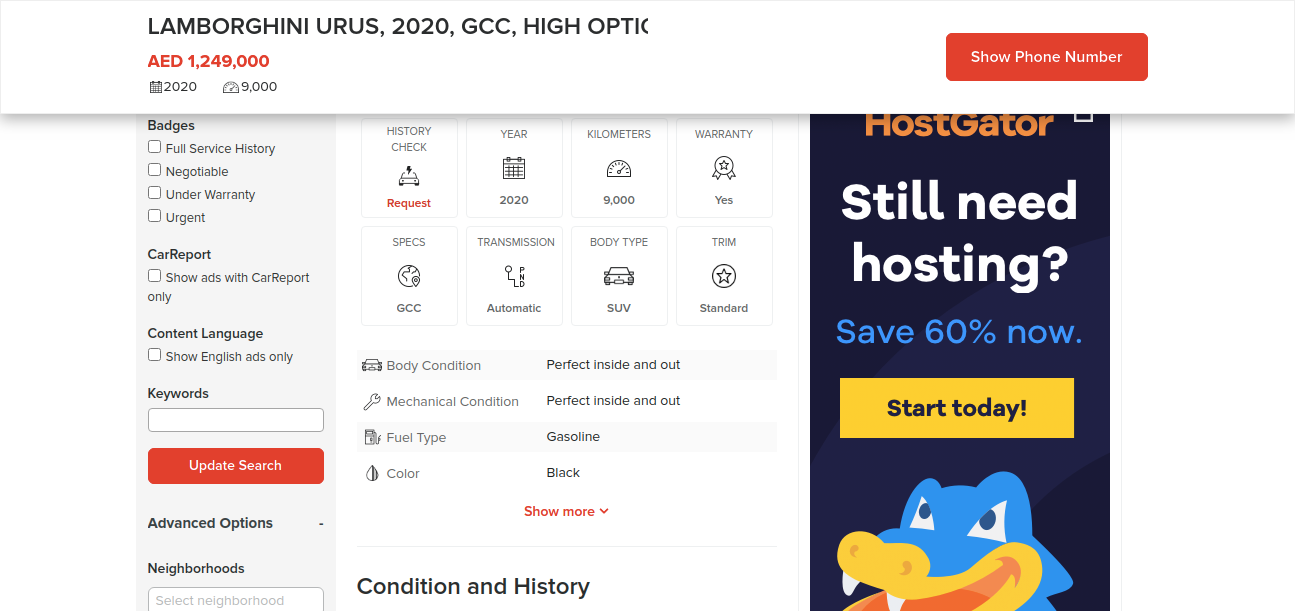 LAMBORGHINI URUS, 2020, GCC, HIGH OPTIC
AED 1,249,000
2020 9,000
Show Phone Number
Badges
Full Service History
Negotiable
Under Warranty
Urgent
CarReport
Show ads with CarReport
only
Content Language
Show English ads only
Keywords
Update Search
Advanced Options -
Neighborhoods
Select neighborhood
HISTORY
CHECK
Request
YEAR
2020
KILOMETERS
9,000
WARRANTY
Yes
SPECS
GCC
TRANSMISSION
P
N
D
Automatic
BODY TYPE
SUV
TRIM
Standard
Body Condition Perfect inside and out
Mechanical Condition Perfect inside and out
Fuel Type Gasoline
Color Black
Show more
Condition and History
HostGator
Still need
hosting?
Save 60% now.
Start today!